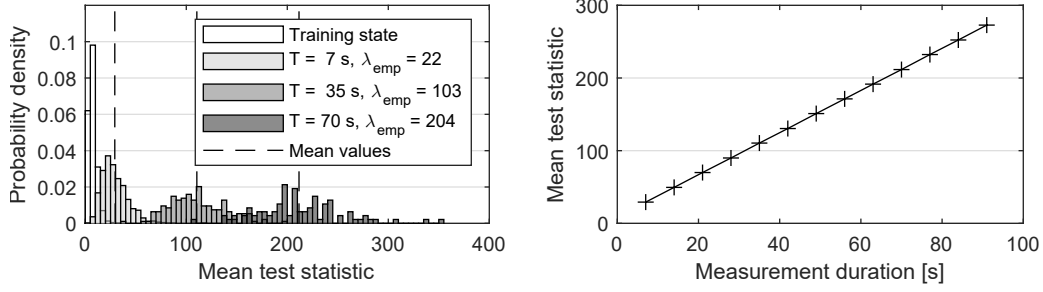 Probability density
0.1
0.08
0.06
0.04
0.02
0
Training state
T = 7 s, λemp = 22
T = 35 s, λemp = 103
T = 70 s, λemp = 204
Mean values
0 100 200 300 400
Mean test statistic
Mean test statistic
300
200
100
0
0 20 40 60 80 100
Measurement duration [s]